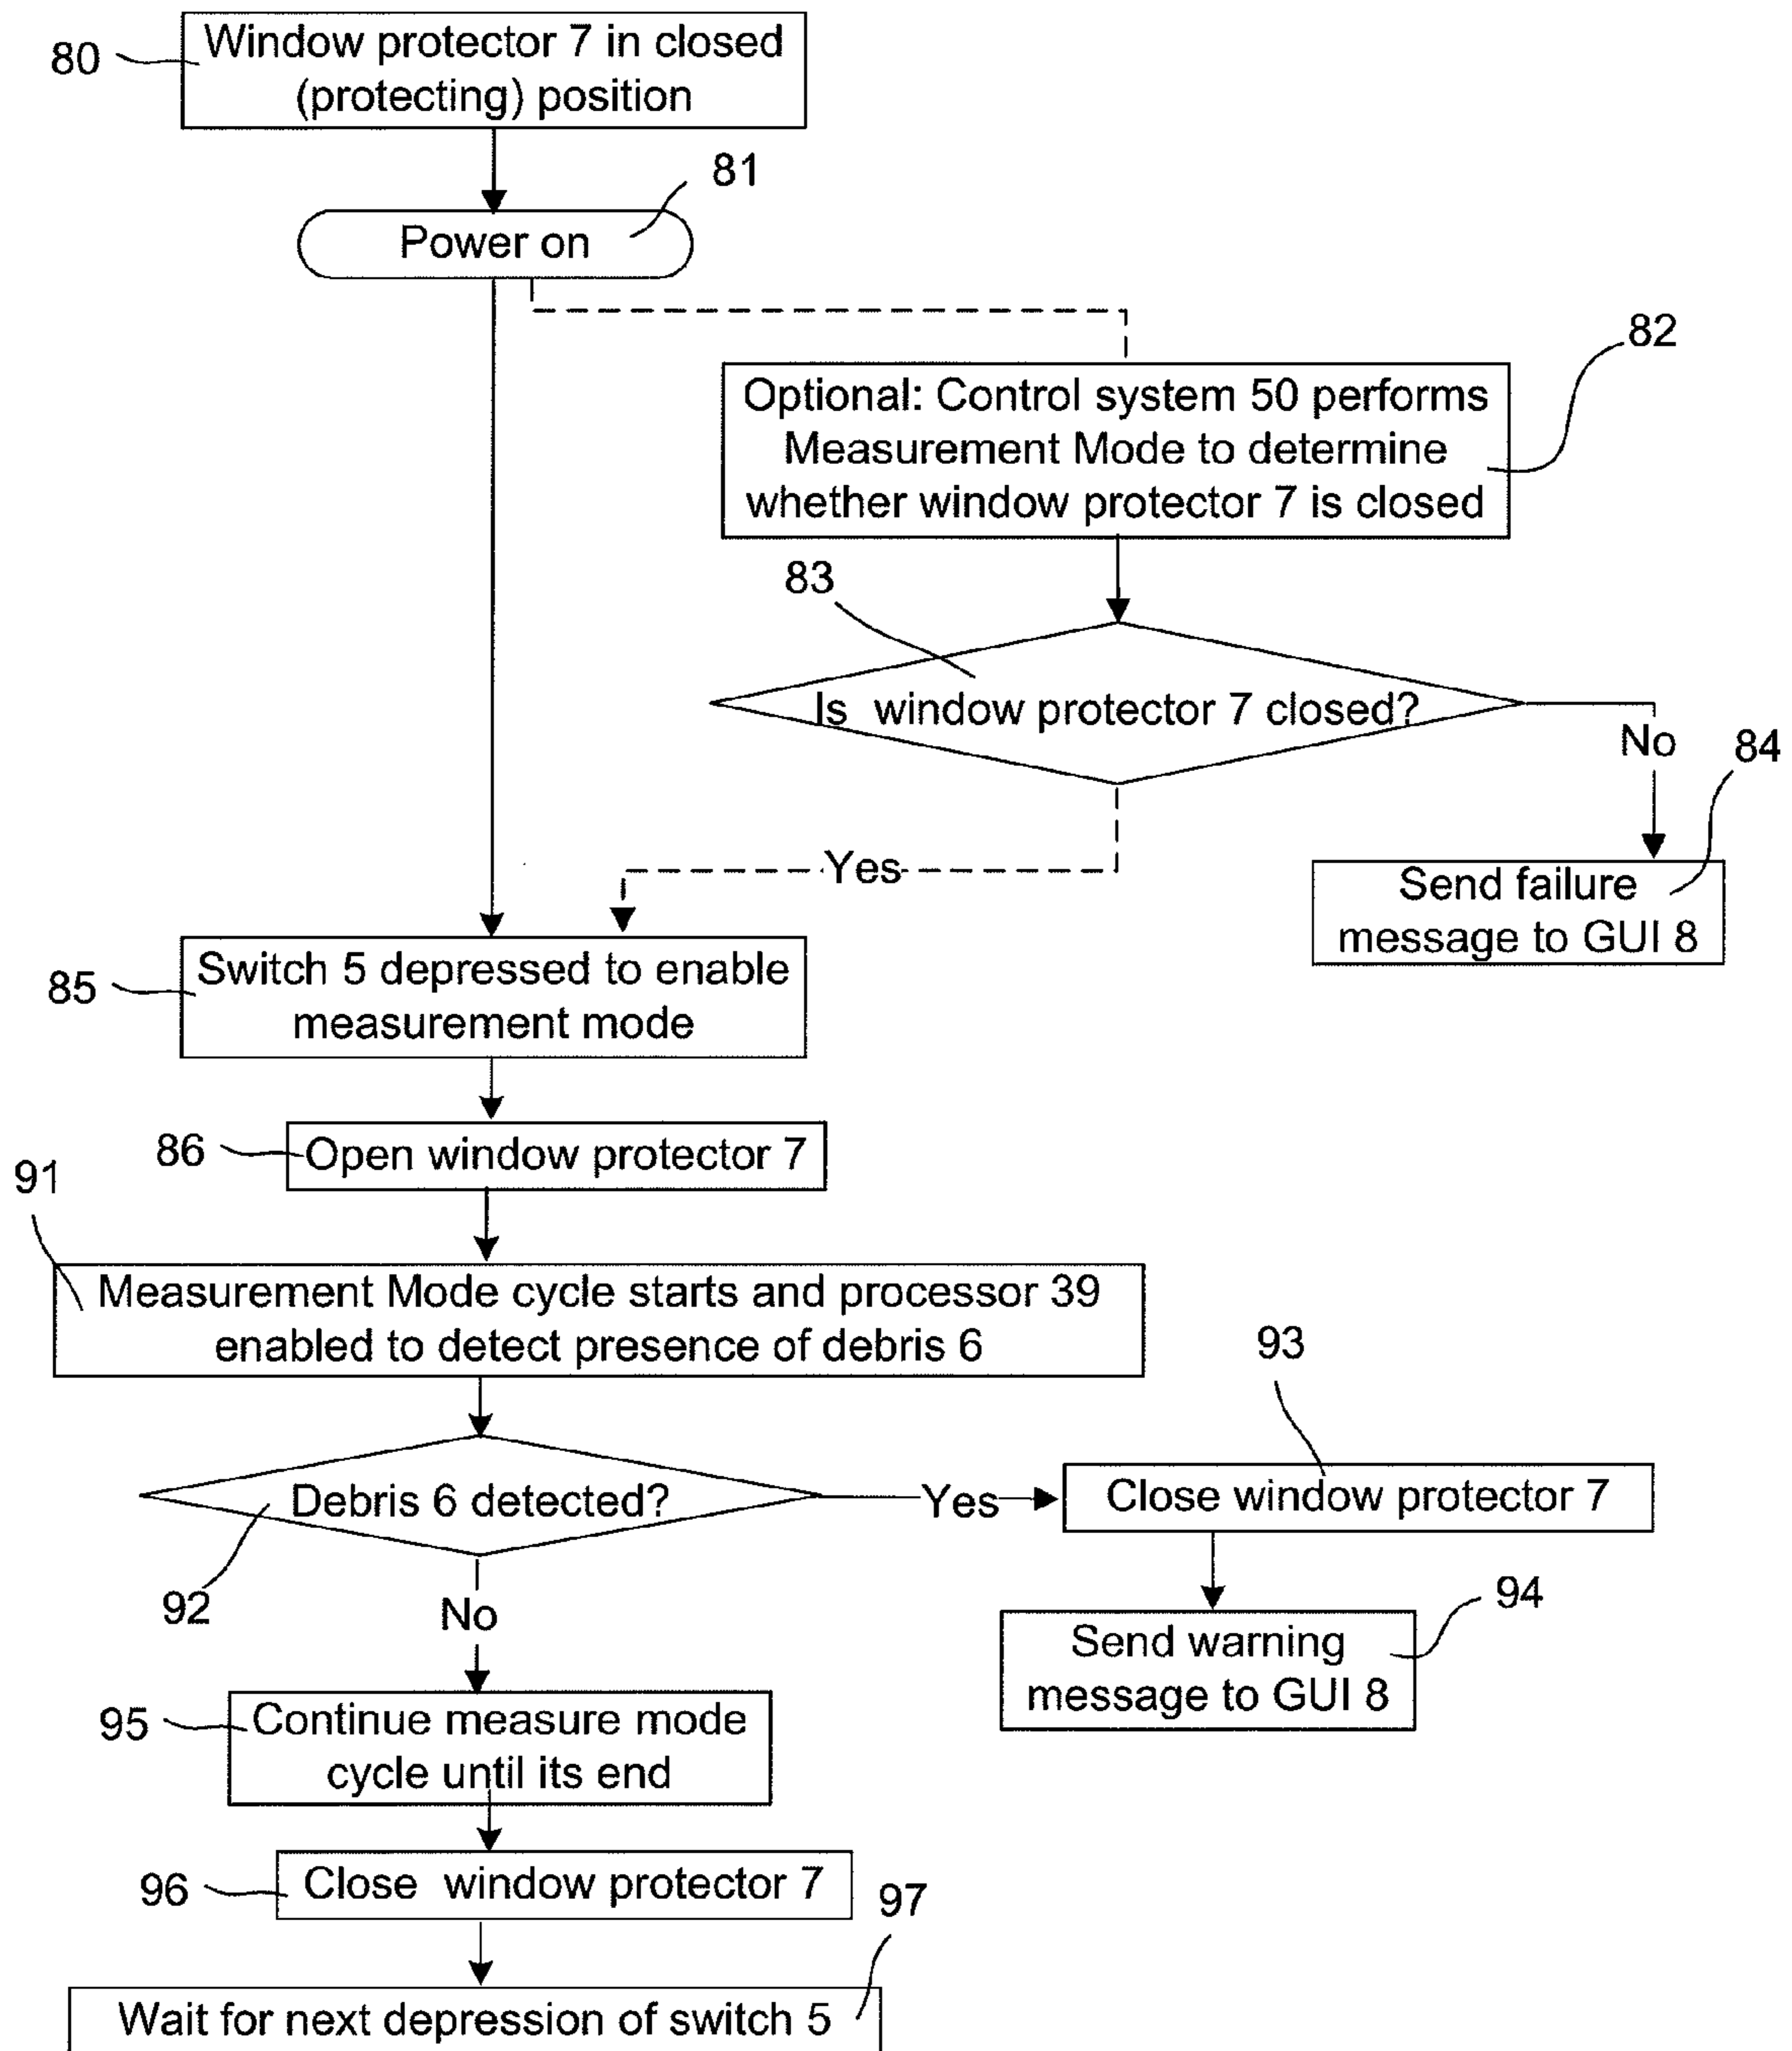 80
Window protector 7 in closed
(protecting) position
81
Power on
82
Optional: Control system 50 performs
Measurement Mode to determine
whether window protector 7 is closed
83
Is window protector 7 closed?
No
84
Yes
Send failure
message to GUI 8
85
Switch 5 depressed to enable
measurement mode
86
Open window protector 7
91
Measurement Mode cycle starts and processor 39
enabled to detect presence of debris 6
92
Debris 6 detected?
Yes
93
Close window protector 7
94
Send warning
message to GUI 8
No
95
Continue measure mode
cycle until its end
96
Close window protector 7
97
Wait for next depression of switch 5